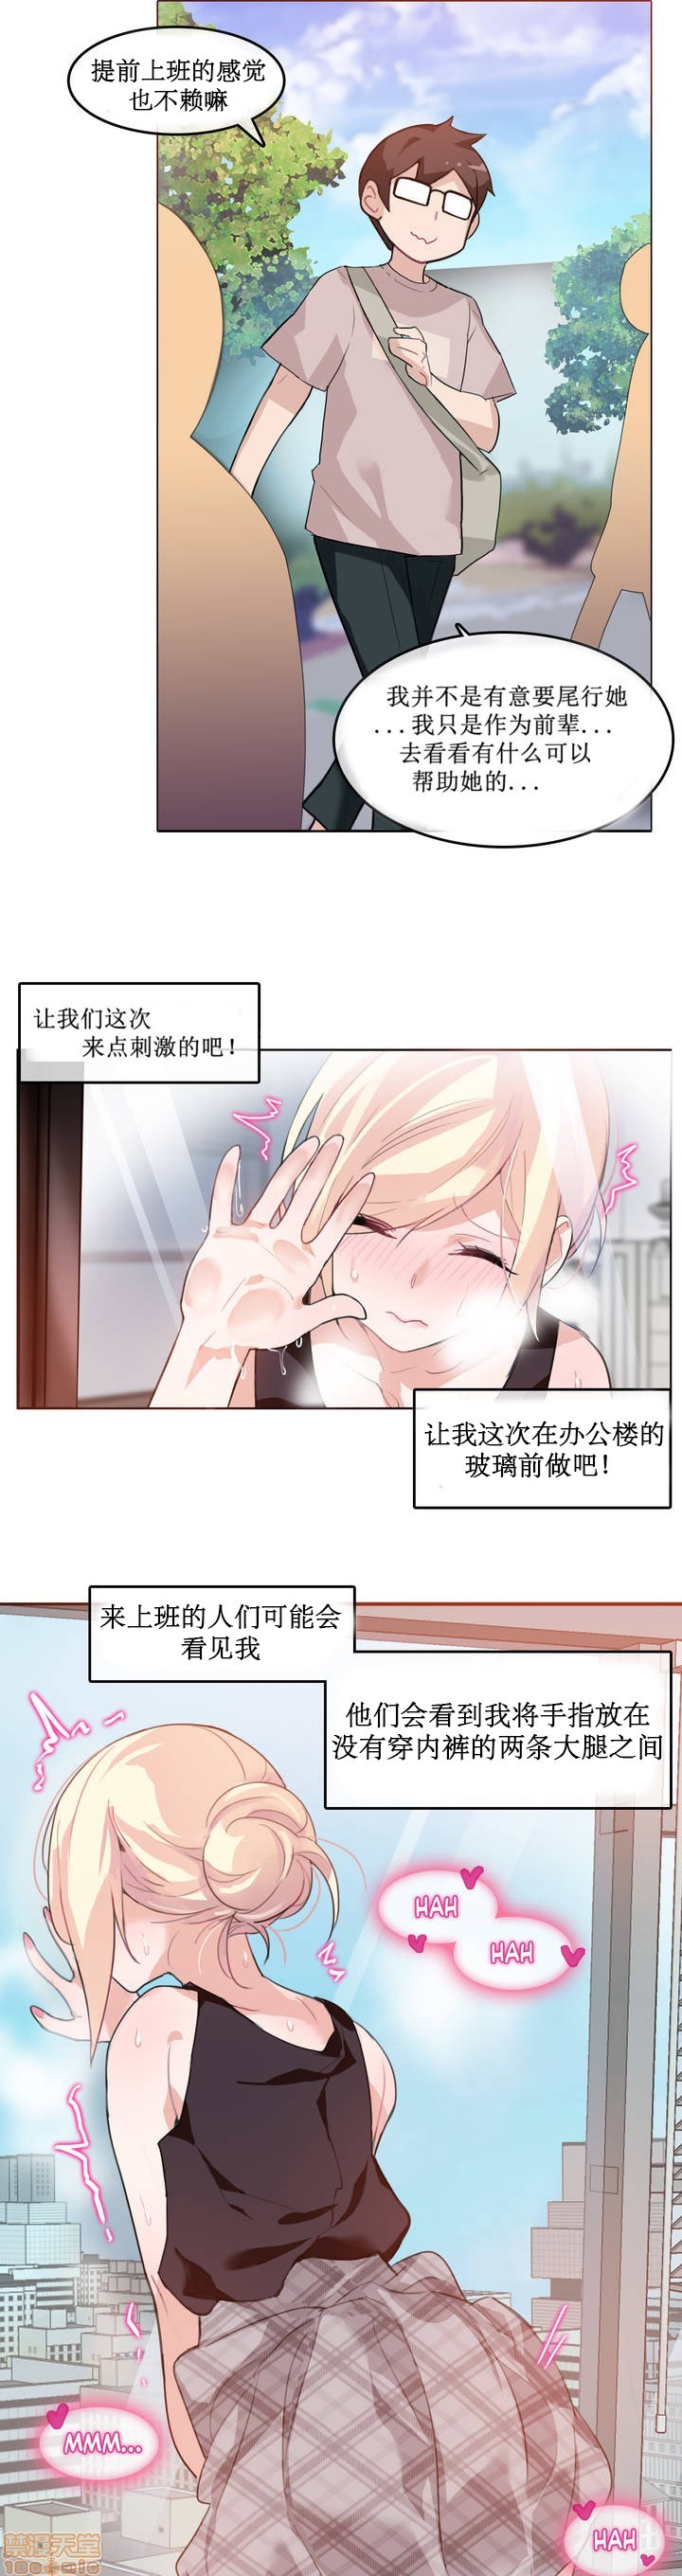 提前上班的感觉
也不赖嘛
我并不是有意要尾行她
...我只是作为前辈...
去看看有什么可以
帮助她的...
让我们这次
来点刺激的吧!
让我这次在办公楼的
玻璃前做吧!
来上班的人们可能会
看见我
他们会看到我将手指放在
没有穿内裤的两条大腿之间
HAH
HAH
MMM...
HAH
禁漫天堂
18comic